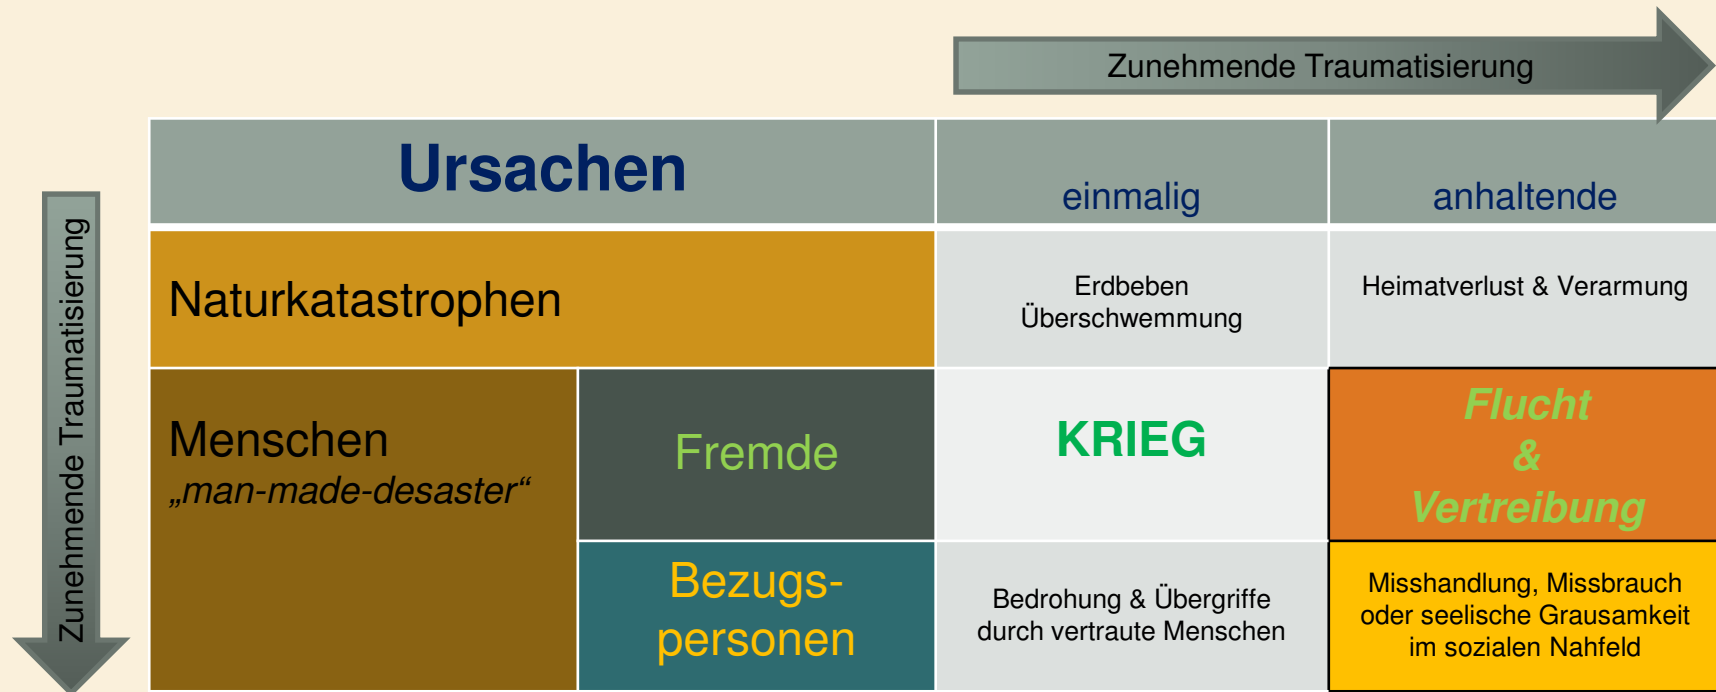 Zunehmende Traumatisierung
Zunehmende Traumatisierung
Ursachen
einmalig
anhaltende
Naturkatastrophen
Erdbeben
Überschwemmung
Heimatverlust & Verarmung
Menschen
„man-made-desaster“
Fremde
KRIEG
Flucht
&
Vertreibung
Bezugs-
personen
Bedrohung & Übergriffe
durch vertraute Menschen
Misshandlung, Missbrauch
oder seelische Grausamkeit
im sozialen Nahfeld